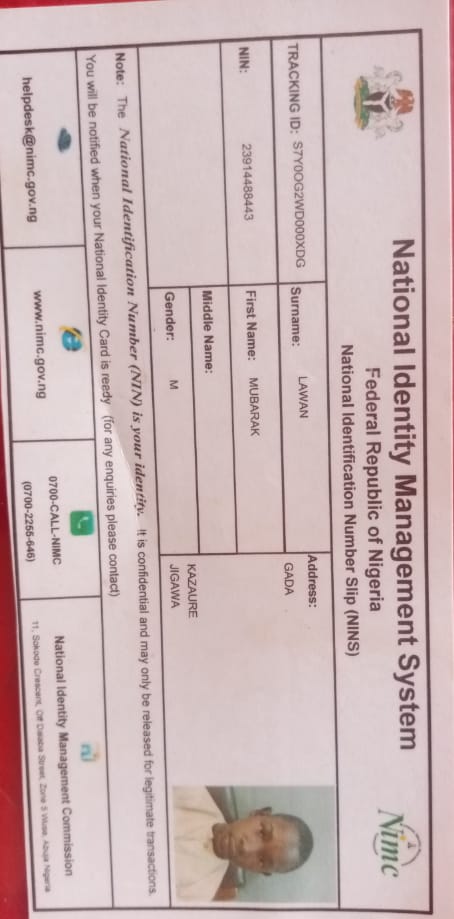 National Identity Management System
Federal Republic of Nigeria
National Identification Number Slip (NINS)
Nimc
TRACKING ID: S7Y0OG2WD000XDG
Surname: LAWAN
Address:
GADA
NIN: 23914488443
First Name: MUBARAK
Middle Name:
KAZAURE
Gender: M
JIGAWA
Note: The National Identification Number (NIN) is your identity. It is confidential and may only be released for legitimate transactions.
You will be notified when your National Identity Card is ready (for any enquiries please contact)
helpdesk@nimc.gov.ng
www.nimc.gov.ng
0700-CALL-NIMC
(0700-2255-646)
National Identity Management Commission
11, Sokode Crescent, Off Dalaba Street, Zone 5 Wuse, Abuja Nigeria